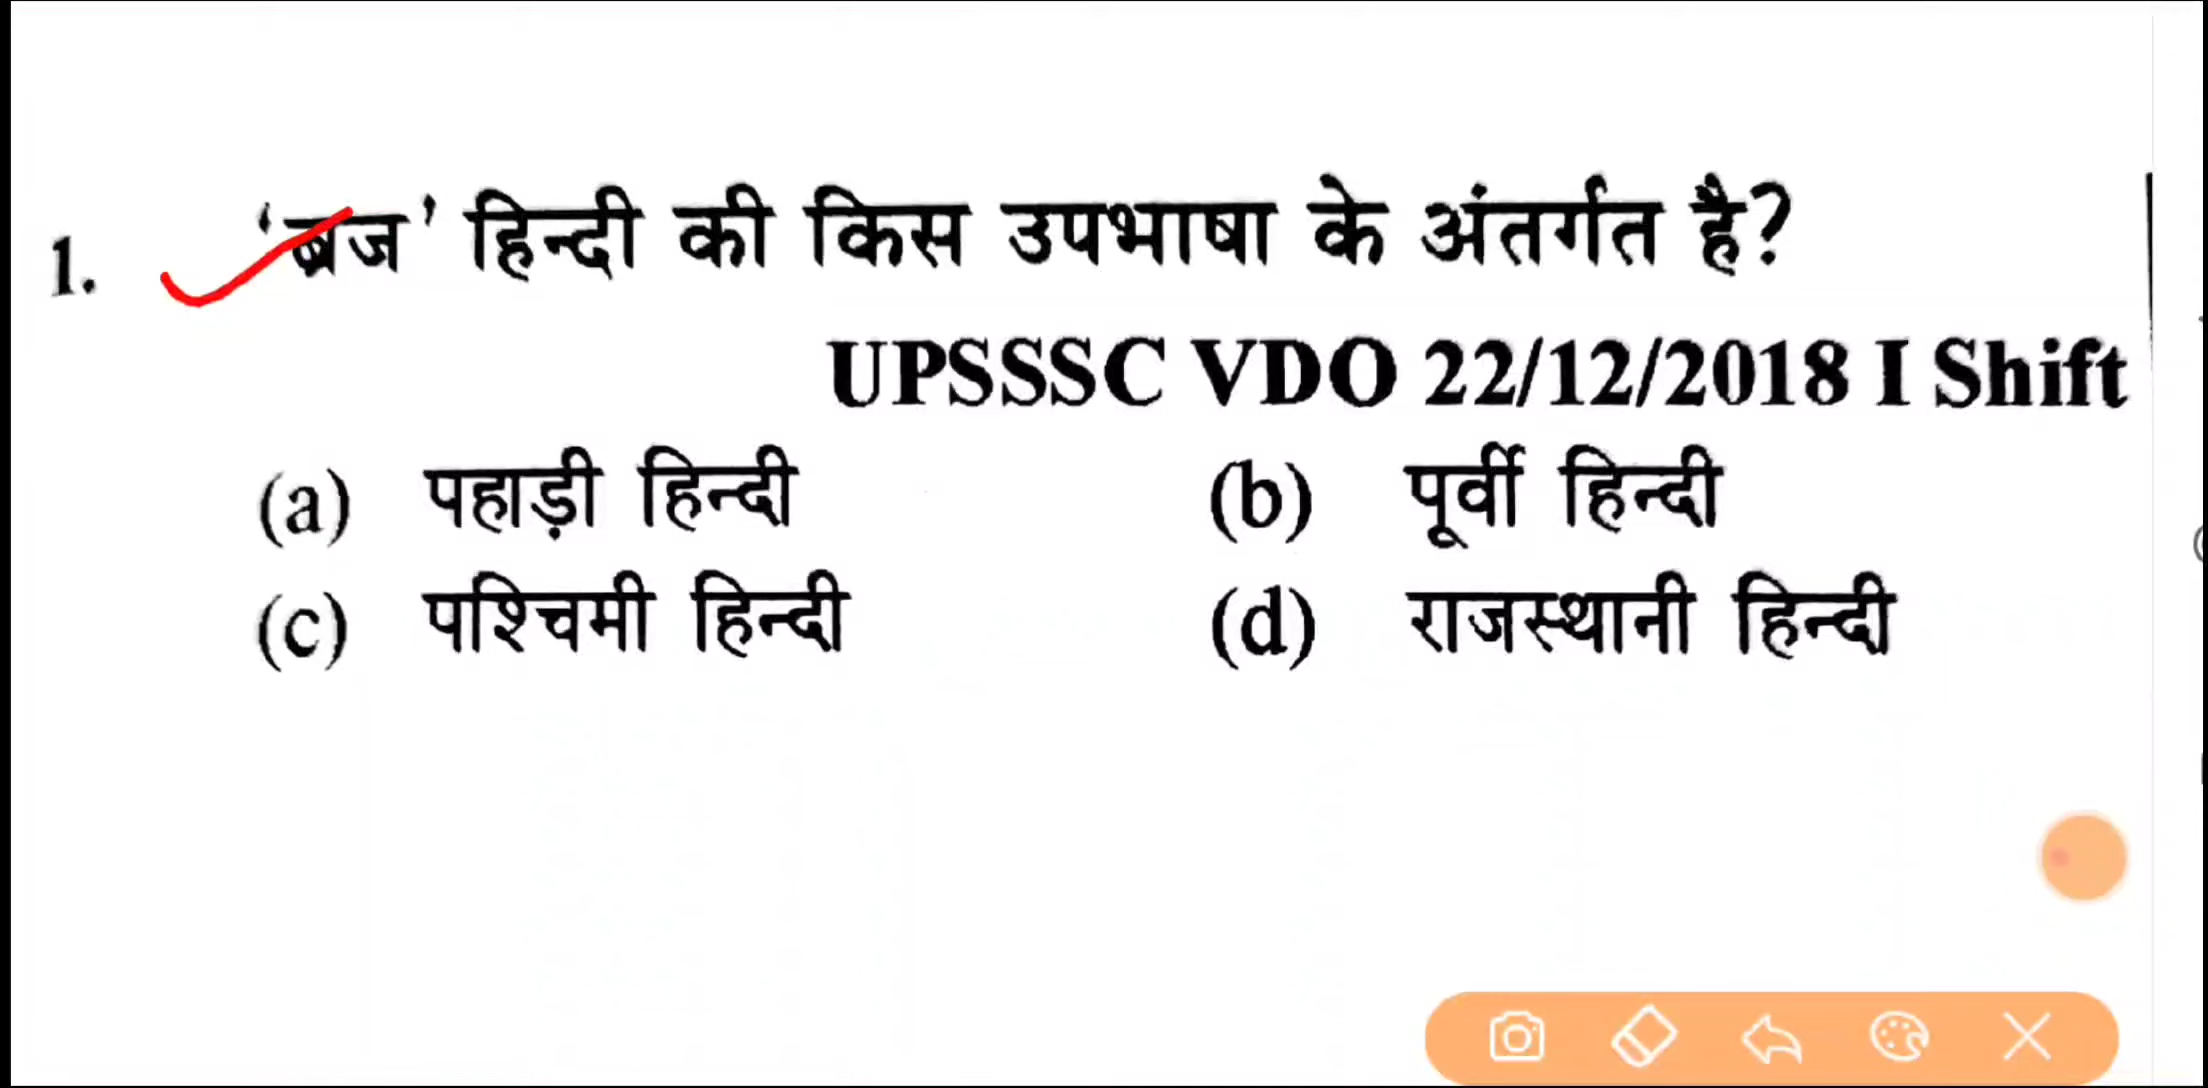 1. 'ब्रज' हिन्दी की किस उपभाषा के अंतर्गत है?
UPSSSC VDO 22/12/2018 I Shift
(a) पहाड़ी हिन्दी (b) पूर्वी हिन्दी
(c) पश्चिमी हिन्दी (d) राजस्थानी हिन्दी